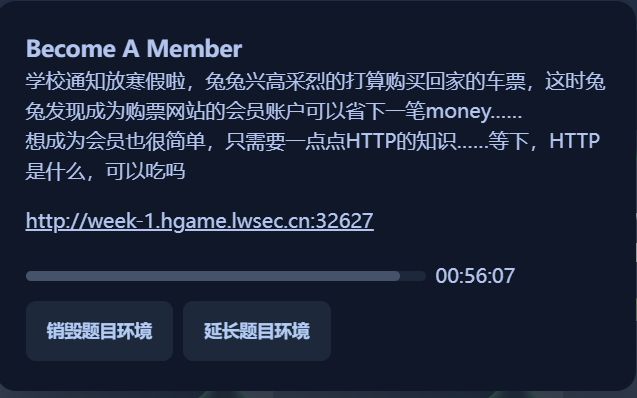 Become A Member
学校通知放寒假啦，兔兔兴高采烈的打算购买回家的车票，这时兔
兔发现成为购票网站的会员账户可以省下一笔money……
想成为会员也很简单，只需要一点点HTTP的知识……等下，HTTP
是什么，可以吃吗
http://week-1.hgame.lwsec.cn:32627
00:56:07
销毁题目环境 延长题目环境